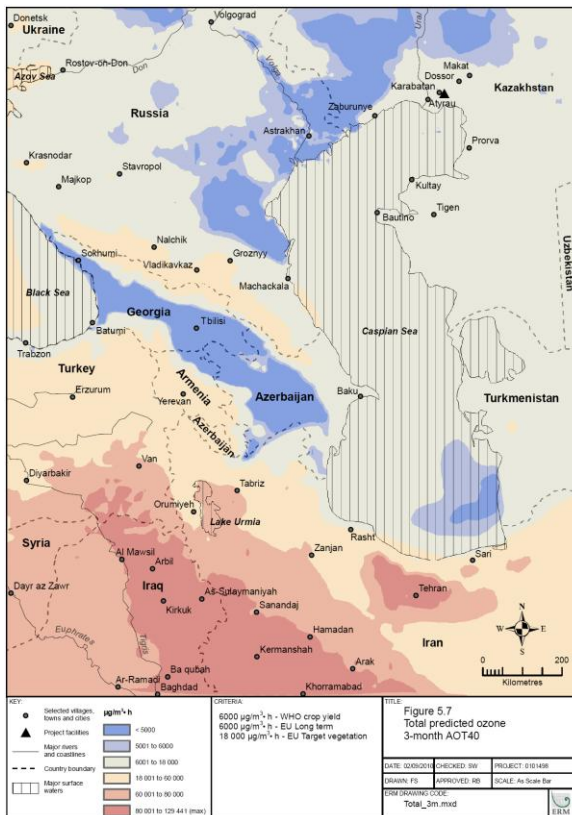 Donetsk
Ukraine
Volgograd
Ural
Azov Sea
Rostov-on-Don
Don
Volga
Makat
Dossor
Karabatan
Kazakhstan
Atyrau
Zaburunye
Russia
Astrakhan
Prorva
Krasnodar
Stavropol
Majkop
Kultay
Bautino
Tigen
Uzbekistan
Nalchik
Sokhumi
Groznyy
Vladikavkaz
Machackala
Black Sea
Georgia
Tbilisi
Batumi
Caspian Sea
Trabzon
Turkey
Armenia
Erzurum
Yerevan
Azerbaijan
Baku
Turkmenistan
Azerbaijan
Van
Diyarbakir
Tabriz
Orumiyeh
Lake Urmia
Rasht
Syria
Zanjan
Sari
Al Mawsil
Arbil
Tehran
Iraq
Dayr az Zawr
As-Sulaymaniyah
Kirkuk
Sanandaj
Hamadan
N
W E
S
Euphrates
Tigris
Kermanshah
Iran
Ba qubah
Arak
0 200
Kilometres
Ar-Ramadi
Baghdad
Khorramabad
KEY:
Selected villages, towns and cities
Project facilities
Major rivers and coastlines
Country boundary
Major surface waters
µg/m³• h
< 5000
5001 to 6000
6001 to 18 000
18 001 to 60 000
60 001 to 80 000
80 001 to 129 441 (max)
CRITERIA:
6000 µg/m³• h - WHO crop yield
6000 µg/m³• h - EU Long term
18 000 µg/m³• h - EU Target vegetation
TITLE:
Figure 5.7
Total predicted ozone
3-month AOT40
DATE: 02/09/2010
CHECKED: SW
PROJECT: 0101496
DRAWN: FS
APPROVED: RB
SCALE: As Scale Bar
ERM DRAWING CODE:
Total_3m.mxd
ERM